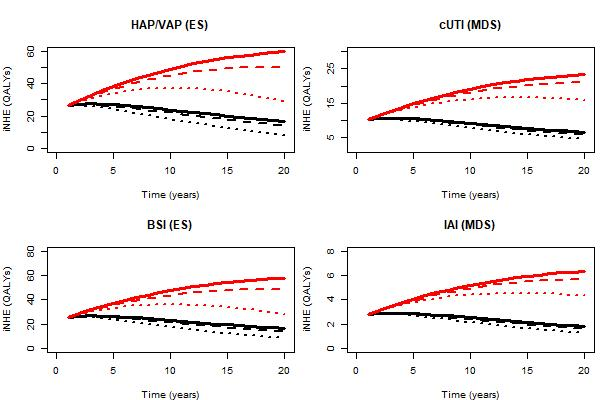 HAP/VAP (ES)
iNHE (QALYs)
60
40
20
0
0 5 10 15 20
Time (years)
cUTI (MDS)
iNHE (QALYs)
25
15
5
0 5 10 15 20
Time (years)
BSI (ES)
iNHE (QALYs)
80
60
40
20
0
0 5 10 15 20
Time (years)
IAI (MDS)
iNHE (QALYs)
8
6
4
2
0
0 5 10 15 20
Time (years)